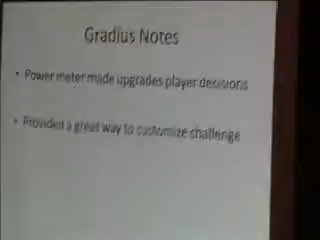 Gradius Notes
• Power meter made upgrades player decisions
• Provided a great way to customize challenge